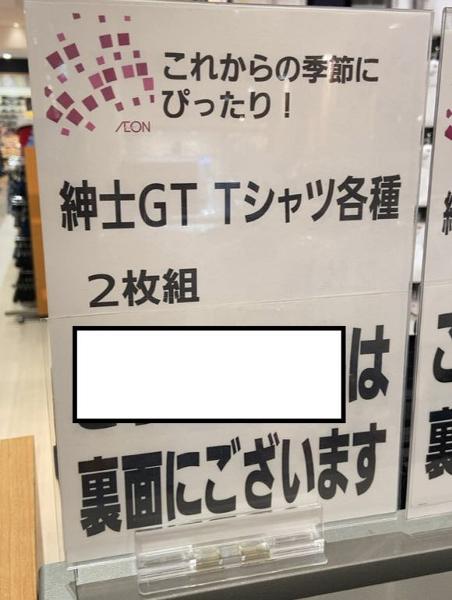 これからの季節に
ぴったり！
ÆON
紳士GT Tシャツ各種
2枚組
は
裏面にございます